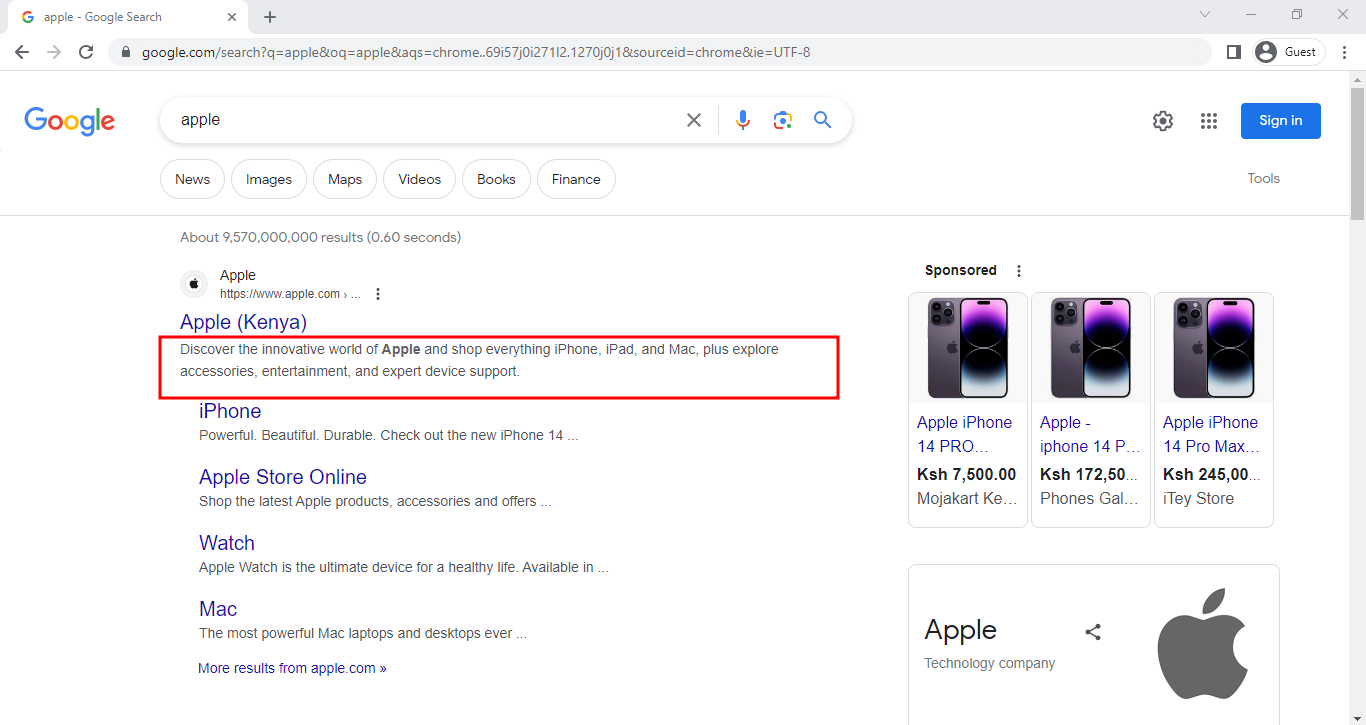 apple - Google Search
google.com/search?q=apple&oq=apple&aqs=chrome..69i57j0i271l2.1270j0j1&sourceid=chrome&ie=UTF-8
Guest
Google
apple
Sign in
News
Images
Maps
Videos
Books
Finance
Tools
About 9,570,000,000 results (0.60 seconds)
Apple
https://www.apple.com › ...
Apple (Kenya)
Discover the innovative world of Apple and shop everything iPhone, iPad, and Mac, plus explore
accessories, entertainment, and expert device support.
iPhone
Powerful. Beautiful. Durable. Check out the new iPhone 14 ...
Apple Store Online
Shop the latest Apple products, accessories and offers ...
Watch
Apple Watch is the ultimate device for a healthy life. Available in ...
Mac
The most powerful Mac laptops and desktops ever ...
More results from apple.com »
Sponsored
Apple iPhone
14 PRO...
Ksh 7,500.00
Mojakart Ke...
Apple -
iphone 14 P...
Ksh 172,50...
Phones Gal...
Apple iPhone
14 Pro Max...
Ksh 245,00...
iTey Store
Apple
Technology company